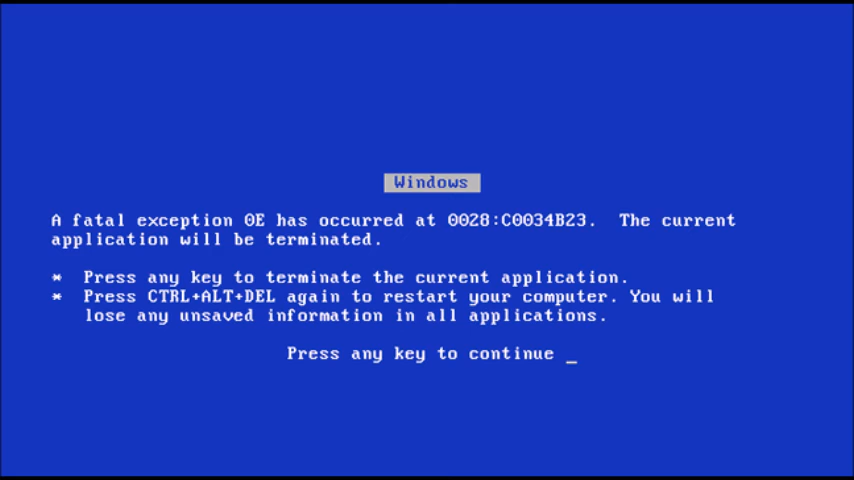 Windows
A fatal exception 0E has occurred at 0028:C0034B23.  The current
application will be terminated.
*  Press any key to terminate the current application.
*  Press CTRL+ALT+DEL again to restart your computer. You will
lose any unsaved information in all applications.
Press any key to continue _